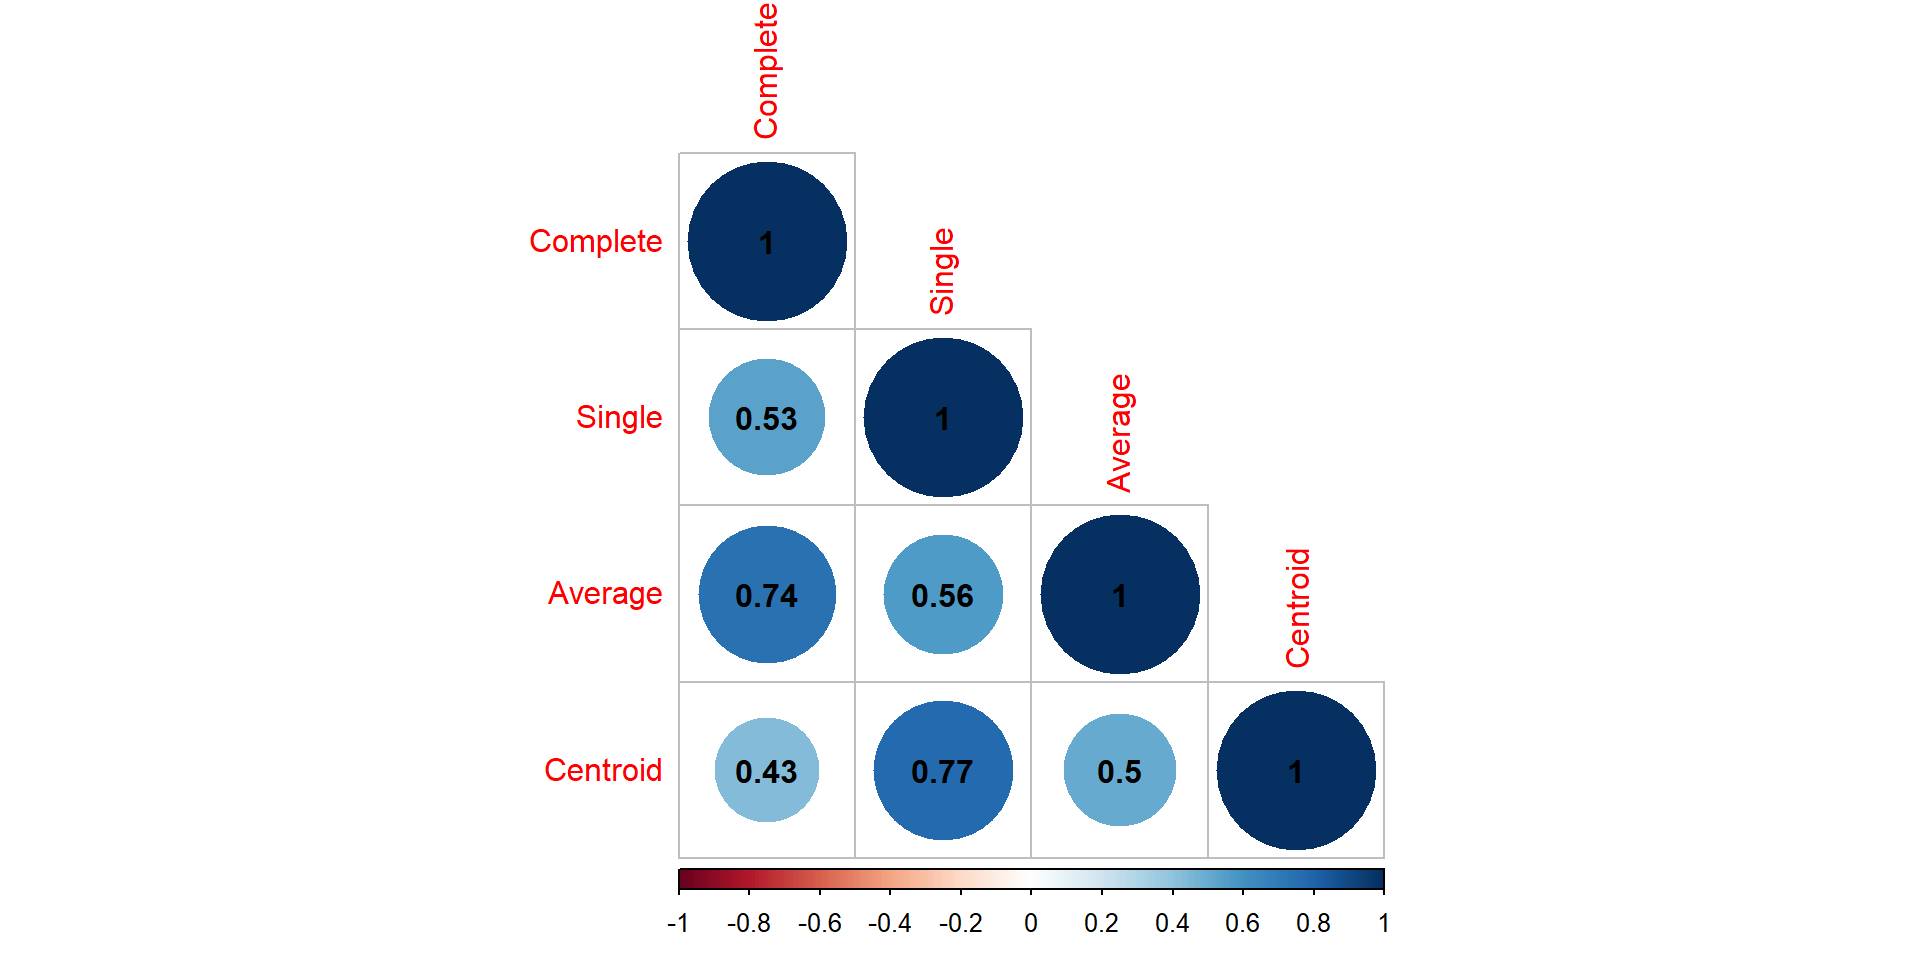 Complete
Complete 1
Single
Single 0.53 1
Average
Average 0.74 0.56 1
Centroid
Centroid 0.43 0.77 0.5 1
-1 -0.8 -0.6 -0.4 -0.2 0 0.2 0.4 0.6 0.8 1